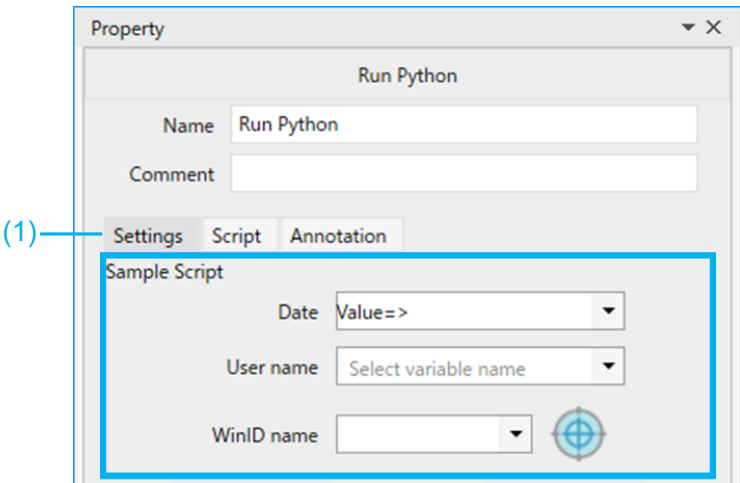 Property
Run Python
Name Run Python
Comment
(1) Settings Script Annotation
Sample Script
Date Value=>
User name Select variable name
WinID name